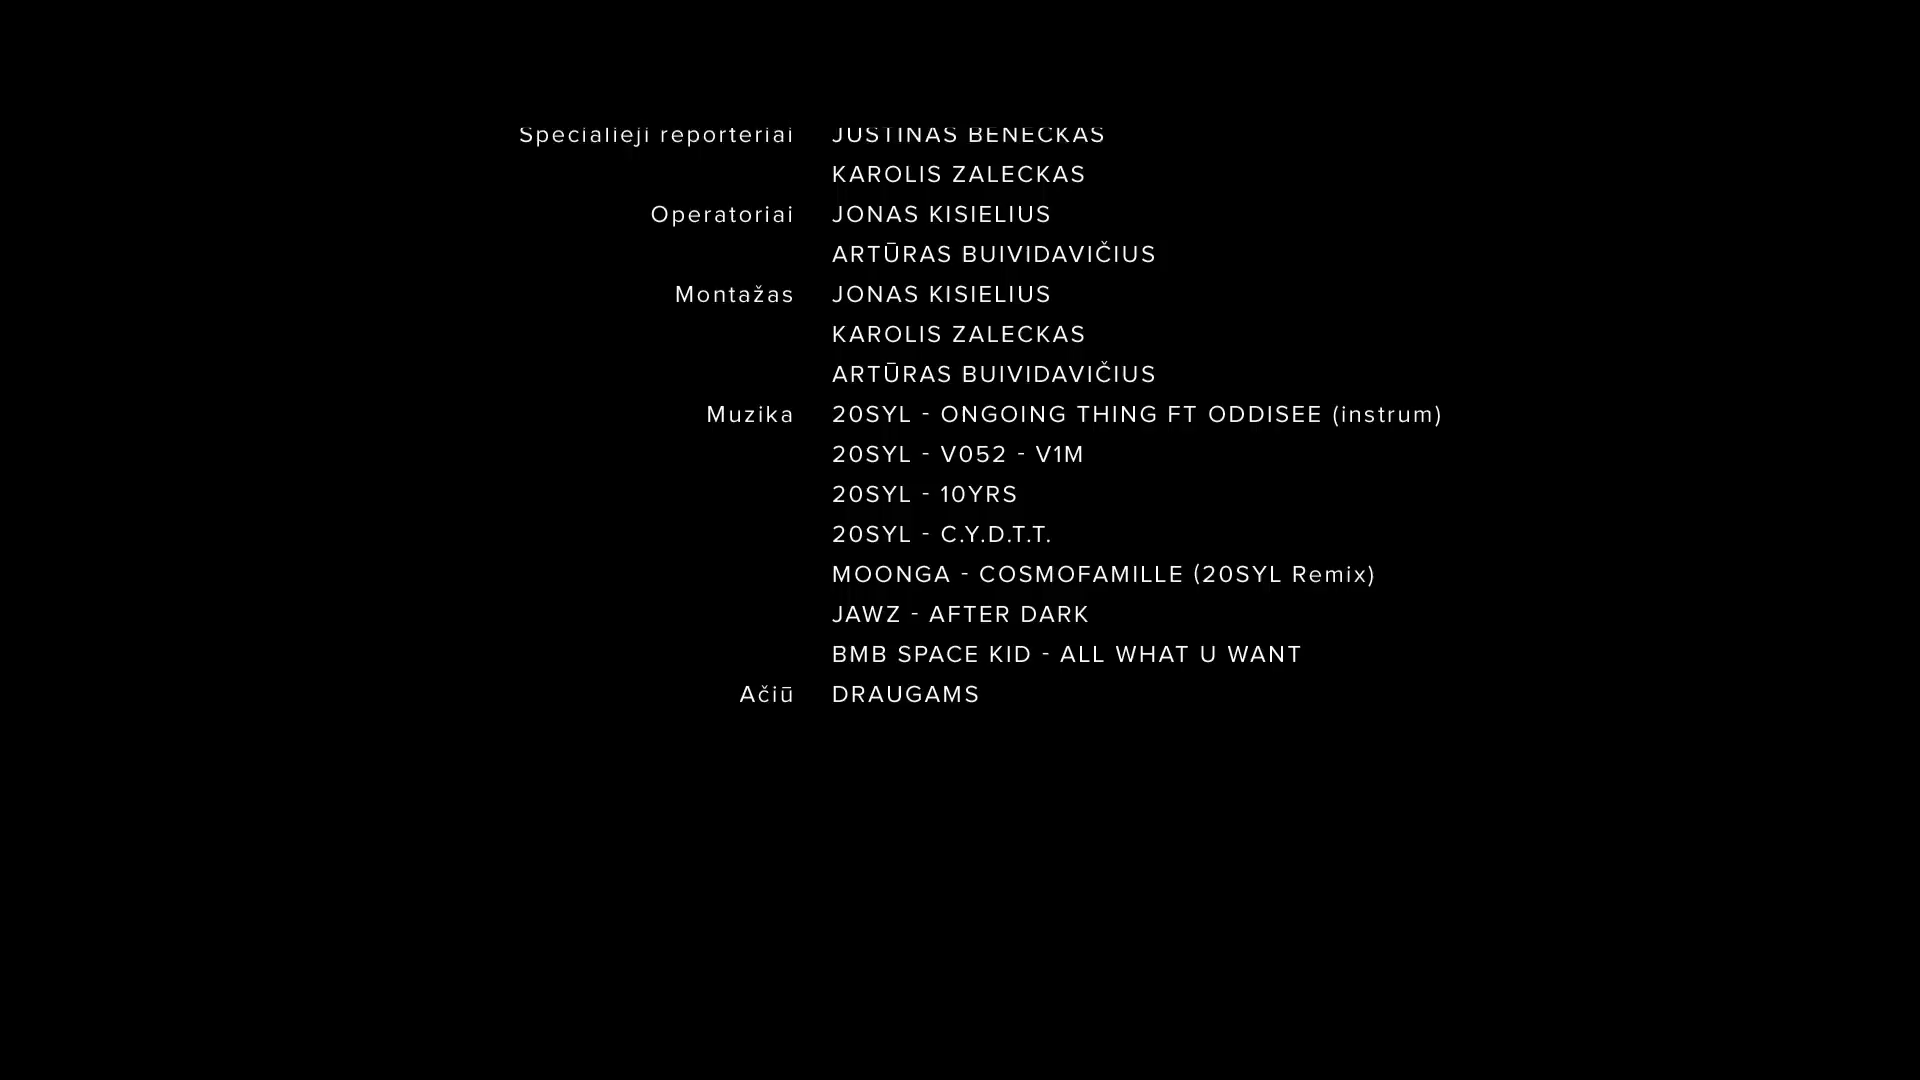 Specialieji reporteriai JUSTINAS BENECKAS
KAROLIS ZALECKAS
Operatoriai JONAS KISIELIUS
ARTŪRAS BUIVIDAVIČIUS
Montažas JONAS KISIELIUS
KAROLIS ZALECKAS
ARTŪRAS BUIVIDAVIČIUS
Muzika 20SYL - ONGOING THING FT ODDISEE (instrum)
20SYL - V052 - V1M
20SYL - 10YRS
20SYL - C.Y.D.T.T.
MOONGA - COSMOFAMILLE (20SYL Remix)
JAWZ - AFTER DARK
BMB SPACE KID - ALL WHAT U WANT
Ačiū DRAUGAMS